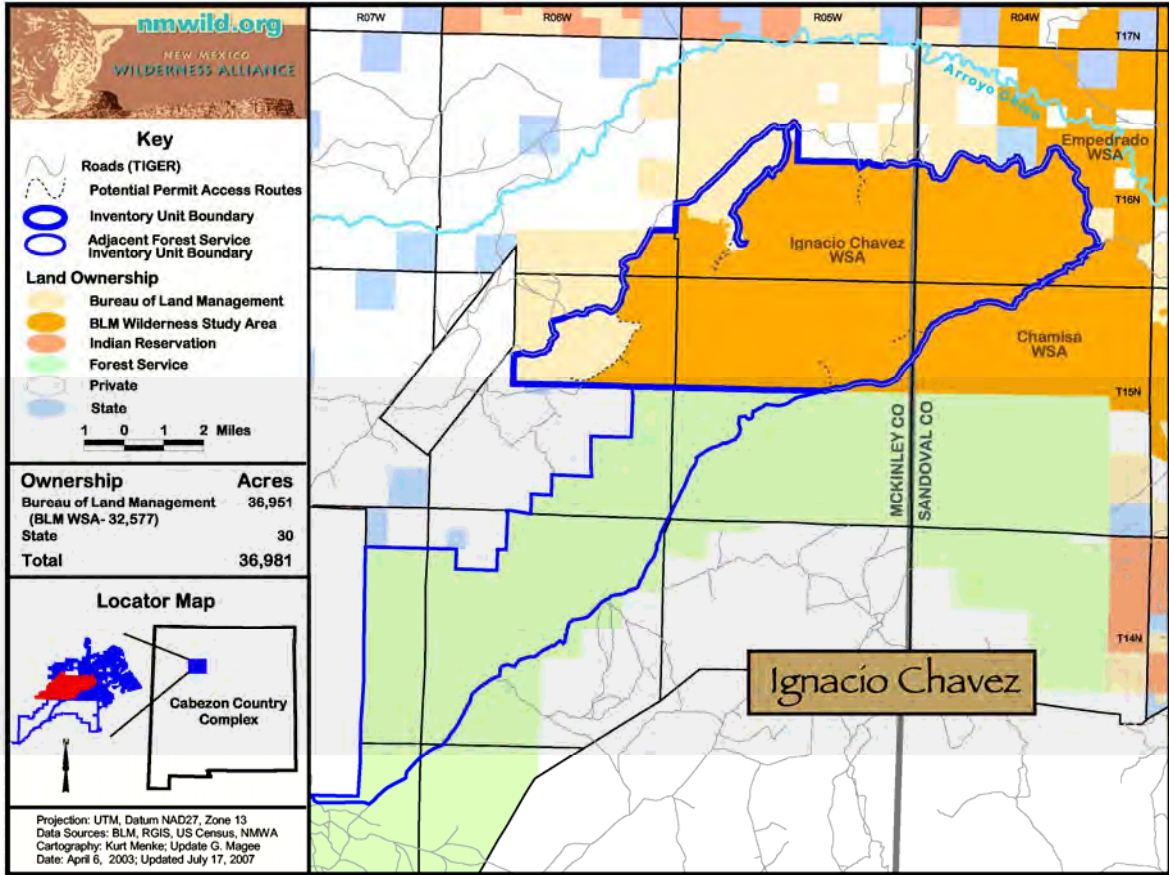 nmwild.org
NEW MEXICO
WILDERNESS ALLIANCE
Key
Roads (TIGER)
Potential Permit Access Routes
Inventory Unit Boundary
Adjacent Forest Service
Inventory Unit Boundary
Land Ownership
Bureau of Land Management
BLM Wilderness Study Area
Indian Reservation
Forest Service
Private
State
1 0 1 2 Miles
Ownership Acres
Bureau of Land Management 36,951
(BLM WSA- 32,577)
State 30
Total 36,981
Locator Map
Cabezon Country
Complex
N
Projection: UTM, Datum NAD27, Zone 13
Data Sources: BLM, RGIS, US Census, NMWA
Cartography: Kurt Menke; Update G. Magee
Date: April 6, 2003; Updated July 17, 2007
R07W R06W R05W R04W
T17N
Arroyo Chico
Empedrado
WSA
T16N
Ignacio Chavez
WSA
Chamisa
WSA
T15N
MCKINLEY CO
SANDOVAL CO
T14N
Ignacio Chavez